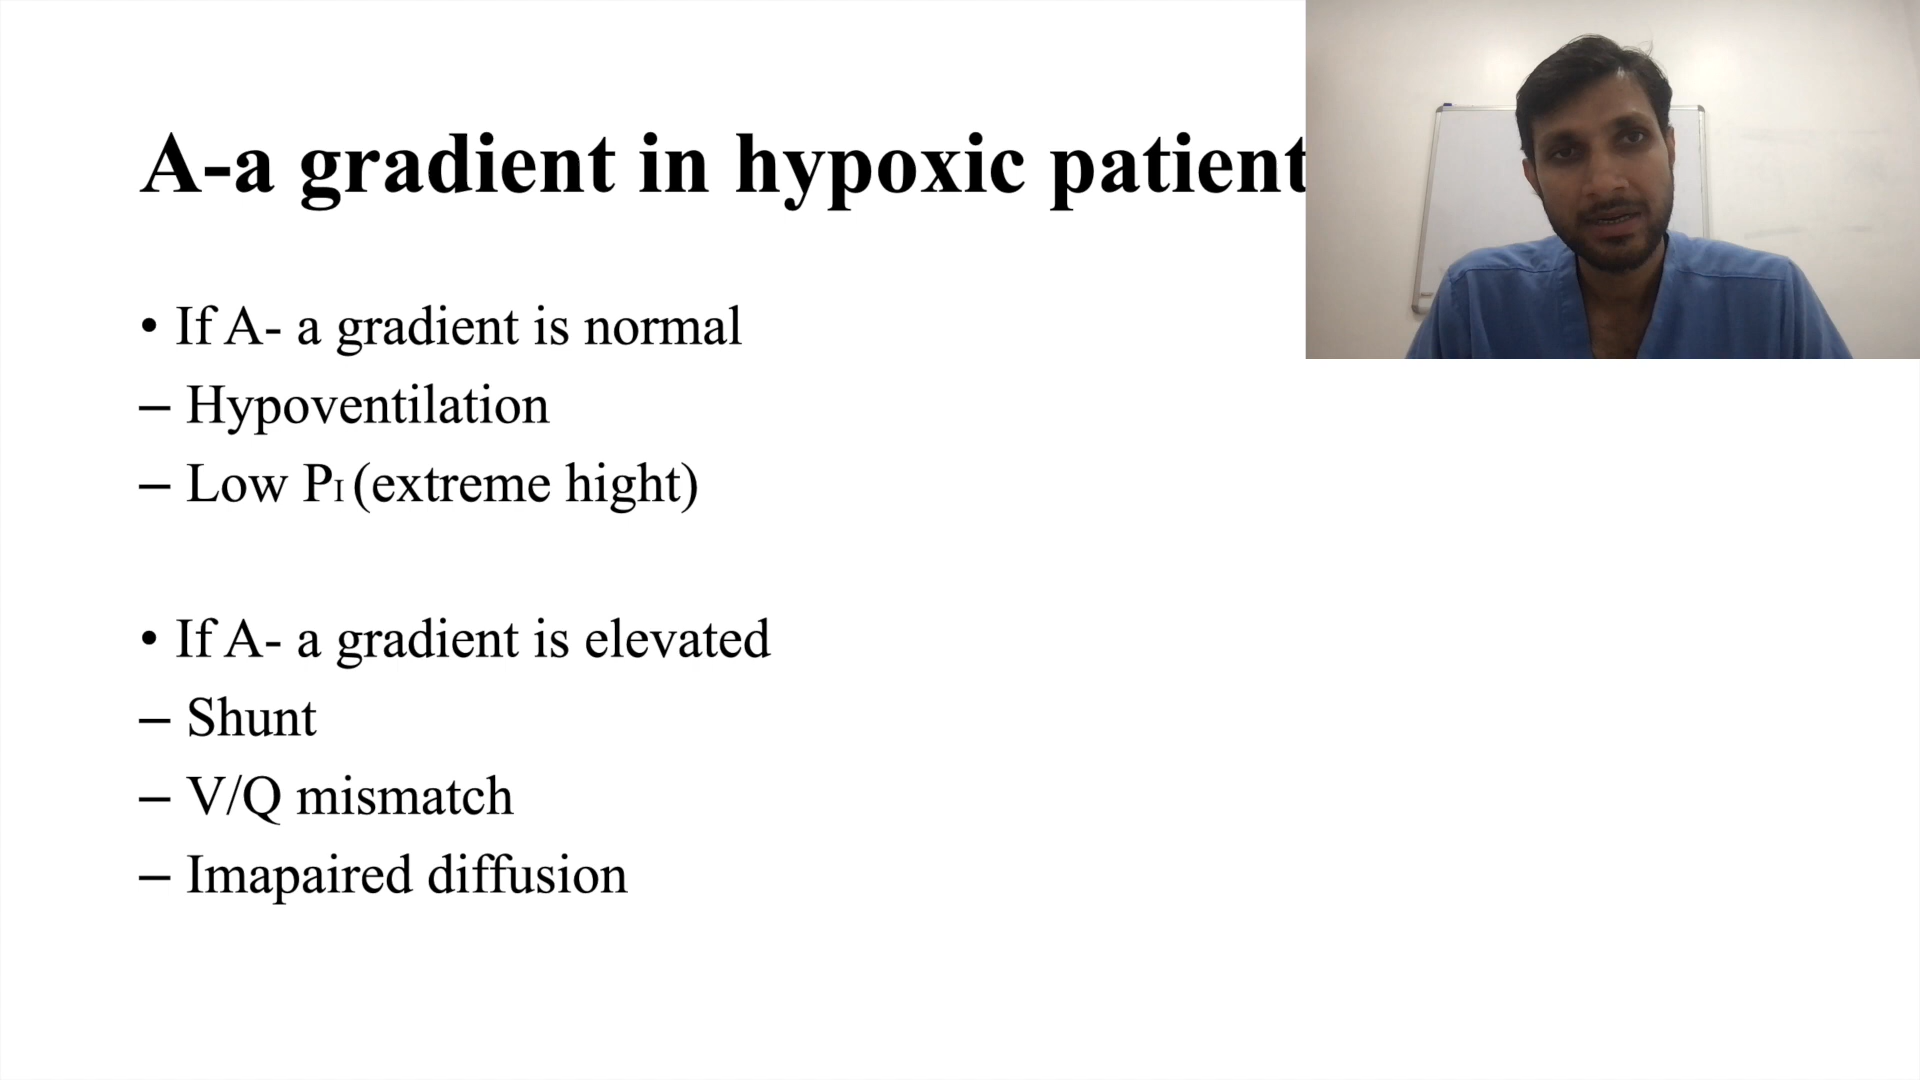 A-a gradient in hypoxic patient
• If A- a gradient is normal
– Hypoventilation
– Low PI (extreme hight)
• If A- a gradient is elevated
– Shunt
– V/Q mismatch
– Imapaired diffusion